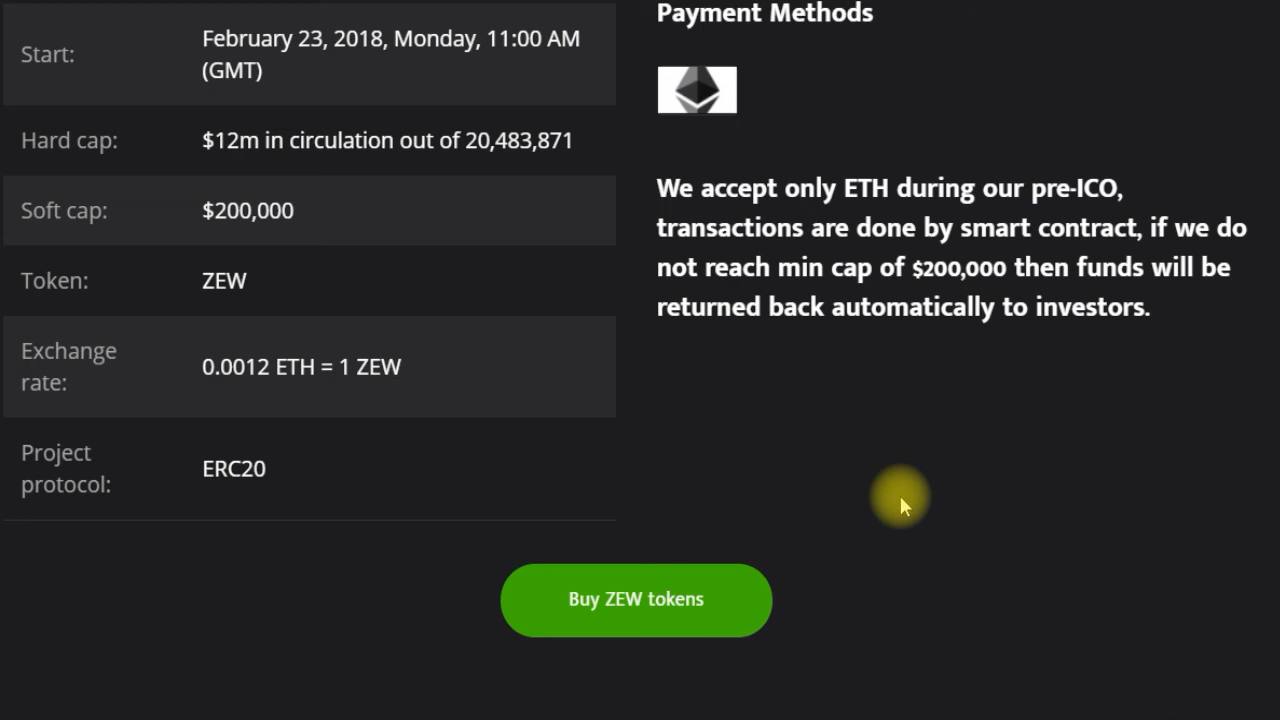 Start:
February 23, 2018, Monday, 11:00 AM
(GMT)
Hard cap:
$12m in circulation out of 20,483,871
Soft cap:
$200,000
Token:
ZEW
Exchange
rate:
0.0012 ETH = 1 ZEW
Project
protocol:
ERC20
Payment Methods
We accept only ETH during our pre-ICO,
transactions are done by smart contract, if we do
not reach min cap of $200,000 then funds will be
returned back automatically to investors.
Buy ZEW tokens